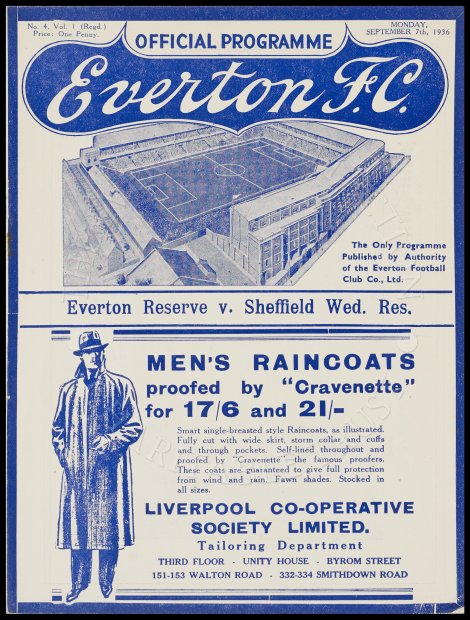 No. 4, Vol. 1 (Regd.)
Price: One Penny.
MONDAY,
SEPTEMBER 7th, 1936
OFFICIAL PROGRAMME
Everton F.C.
The Only Programme
Published by Authority
of the Everton Football
Club Co., Ltd.
Everton Reserve v. Sheffield Wed. Res.
MEN'S RAINCOATS
proofed by "Cravenette"
for 17/6 and 21/-
Smart single-breasted style Raincoats, as illustrated.
Fully cut with wide skirt, storm collar and cuffs
and through pockets. Self-lined throughout and
proofed by "Cravenette"—the famous proofers.
These coats are guaranteed to give full protection
from wind and rain. Fawn shades. Stocked in
all sizes.
LIVERPOOL CO-OPERATIVE
SOCIETY LIMITED.
Tailoring Department
THIRD FLOOR · UNITY HOUSE · BYROM STREET
151-153 WALTON ROAD · 332-334 SMITHDOWN ROAD